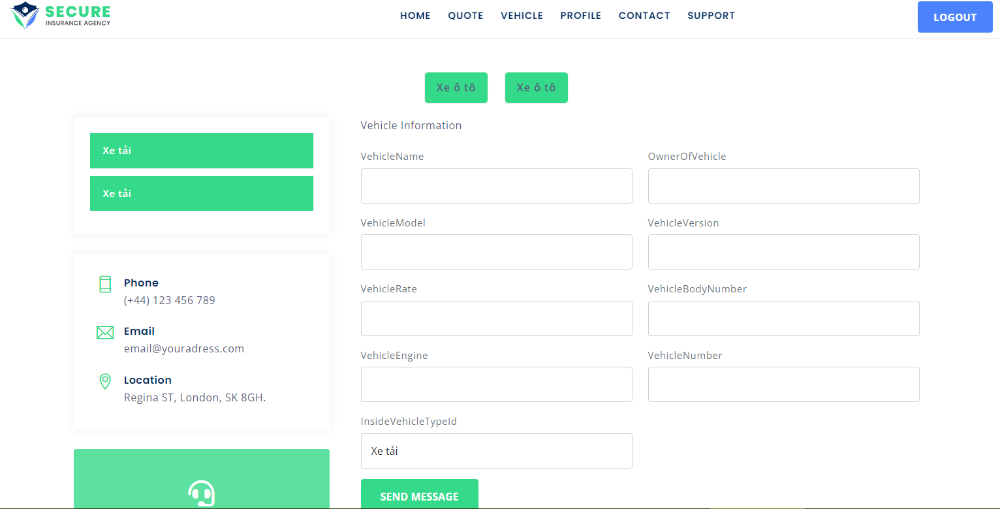 SECURE
INSURANCE AGENCY
HOME QUOTE VEHICLE PROFILE CONTACT SUPPORT
LOGOUT
Xe ô tô Xe ô tô
Xe tải
Xe tải
Phone
(+44) 123 456 789
Email
email@youradress.com
Location
Regina ST, London, SK 8GH.
Vehicle Information
VehicleName OwnerOfVehicle
VehicleModel VehicleVersion
VehicleRate VehicleBodyNumber
VehicleEngine VehicleNumber
InsideVehicleTypeId
Xe tải
SEND MESSAGE